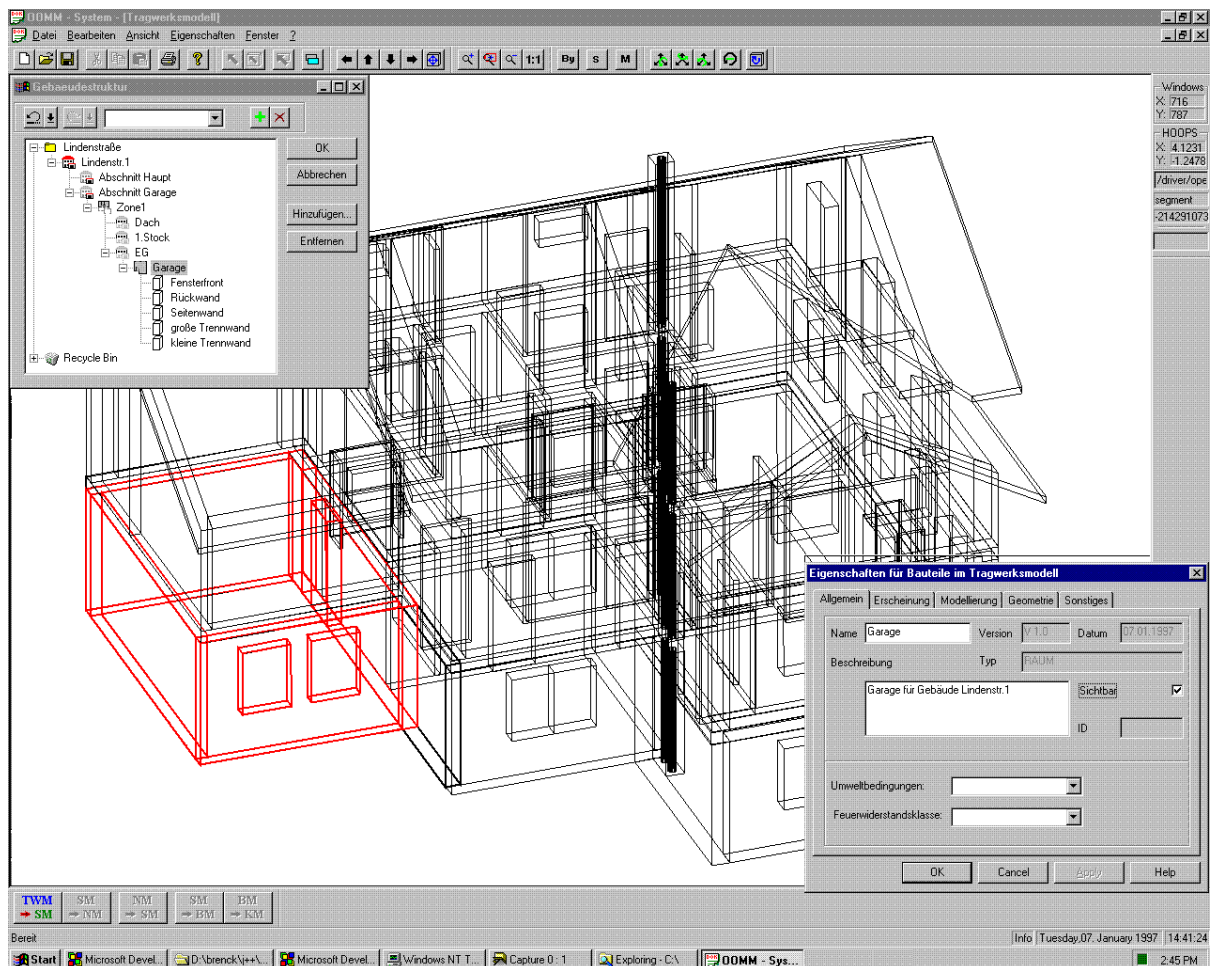 OOMM - System - [Tragwerksmodell]
Datei Bearbeiten Ansicht Eigenschaften Fenster ?
1:1 By S M
Gebaeudestruktur
Lindenstraße
Lindenstr.1
Abschnitt Haupt
Abschnitt Garage
Zone1
Dach
1.Stock
EG
Garage
Fensterfront
Rückwand
Seitenwand
große Trennwand
kleine Trennwand
Recycle Bin
OK
Abbrechen
Hinzufügen...
Entfernen
Windows
X: 716
Y: 787
HOOPS
X: 4.1231
Y: -1.2478
/driver/ope
segment
-214291073
Eigenschaften für Bauteile im Tragwerksmodell
Allgemein Erscheinung Modellierung Geometrie Sonstiges
Name Garage Version V 1.0 Datum 07.01.1997
Beschreibung Typ RAUM
Garage für Gebäude Lindenstr.1 Sichtbar
ID
Umweltbedingungen:
Feuerwiderstandsklasse:
OK Cancel Apply Help
TWM SM NM SM BM
➔ SM ➔ NM ➔ SM ➔ BM ➔ KM
Bereit Info Tuesday,07. January 1997 14:41:24
Start Microsoft Devel... D:\brenck\j++\... Microsoft Devel... Windows NT T... Capture 0 : 1 Exploring - C:\ OOMM - Sys... 2:45 PM